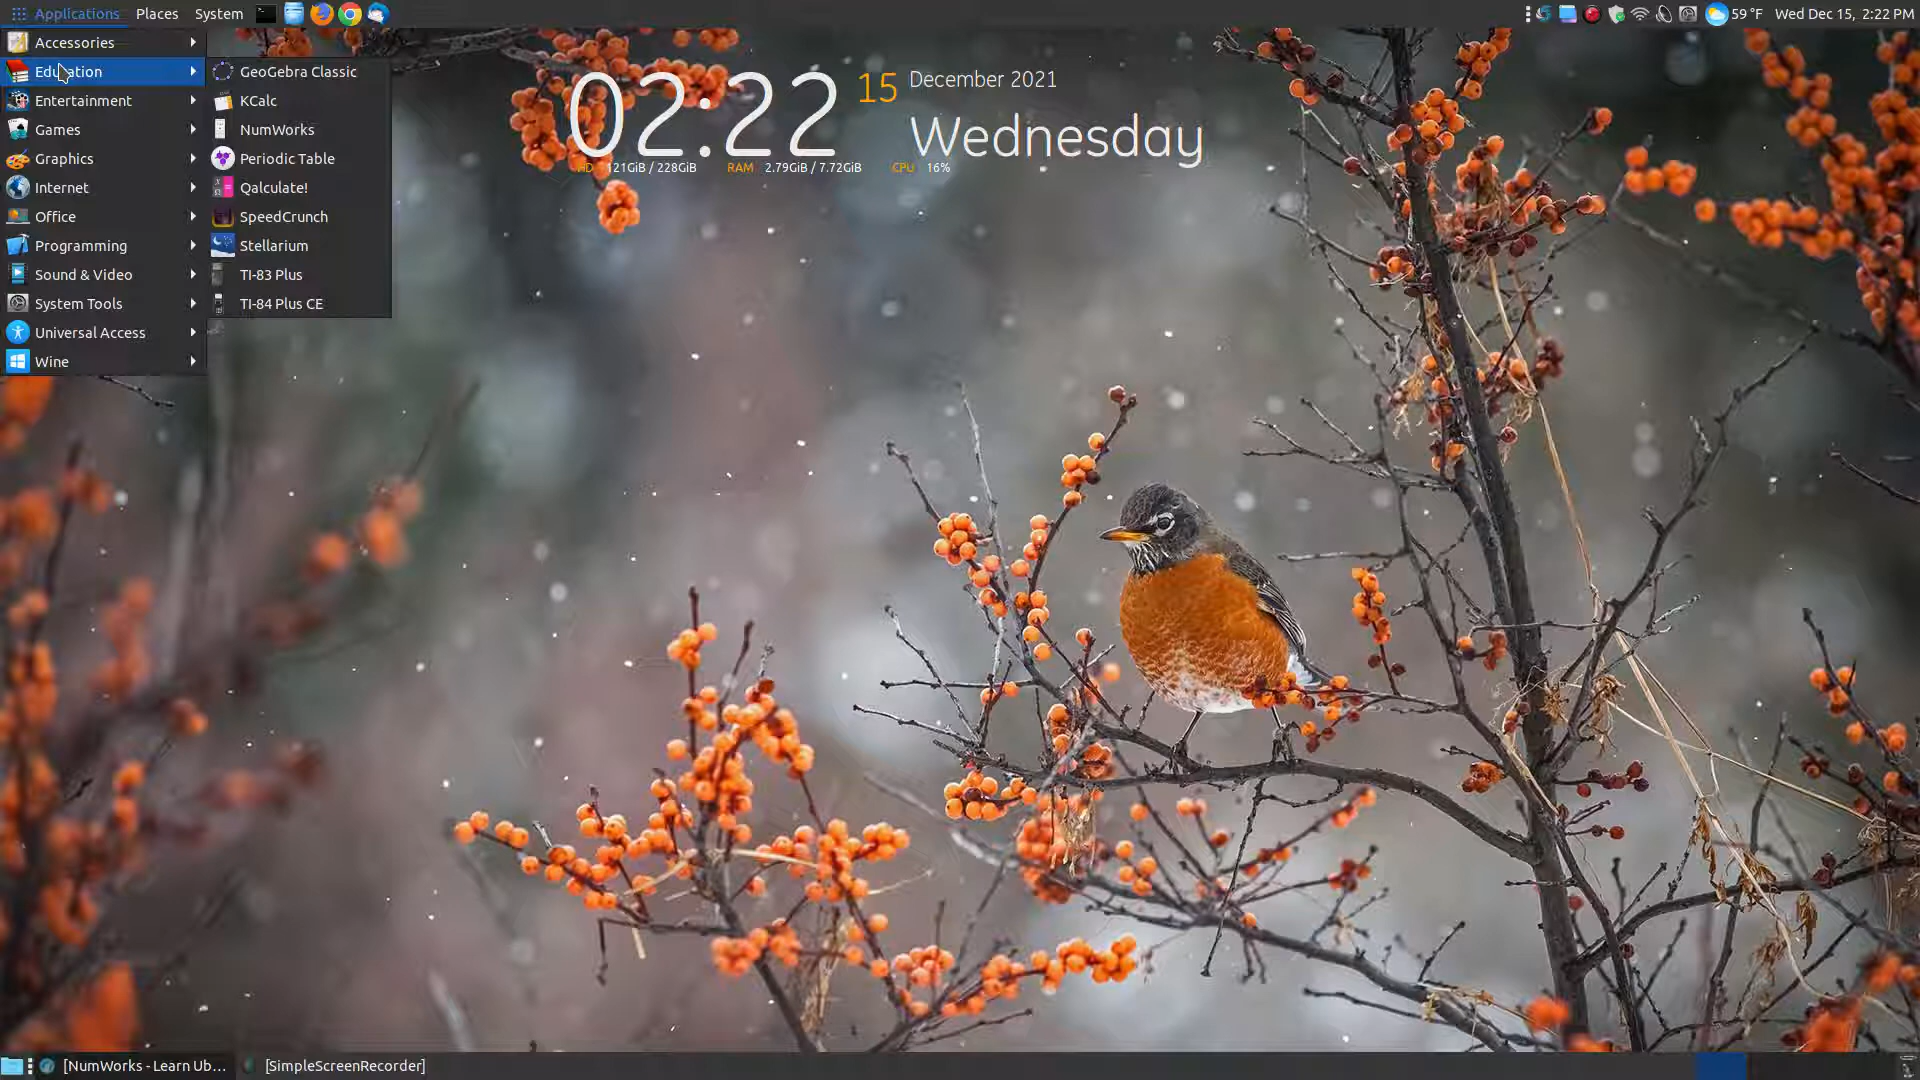 Applications Places System
59 °F Wed Dec 15, 2:22 PM
Accessories
Education
Entertainment
Games
Graphics
Internet
Office
Programming
Sound & Video
System Tools
Universal Access
Wine
GeoGebra Classic
KCalc
NumWorks
Periodic Table
Qalculate!
SpeedCrunch
Stellarium
TI-83 Plus
TI-84 Plus CE
02:22
15 December 2021
Wednesday
HD 121GiB / 228GiB RAM 2.79GiB / 7.72GiB CPU 16%
[NumWorks - Learn Ub... [SimpleScreenRecorder]